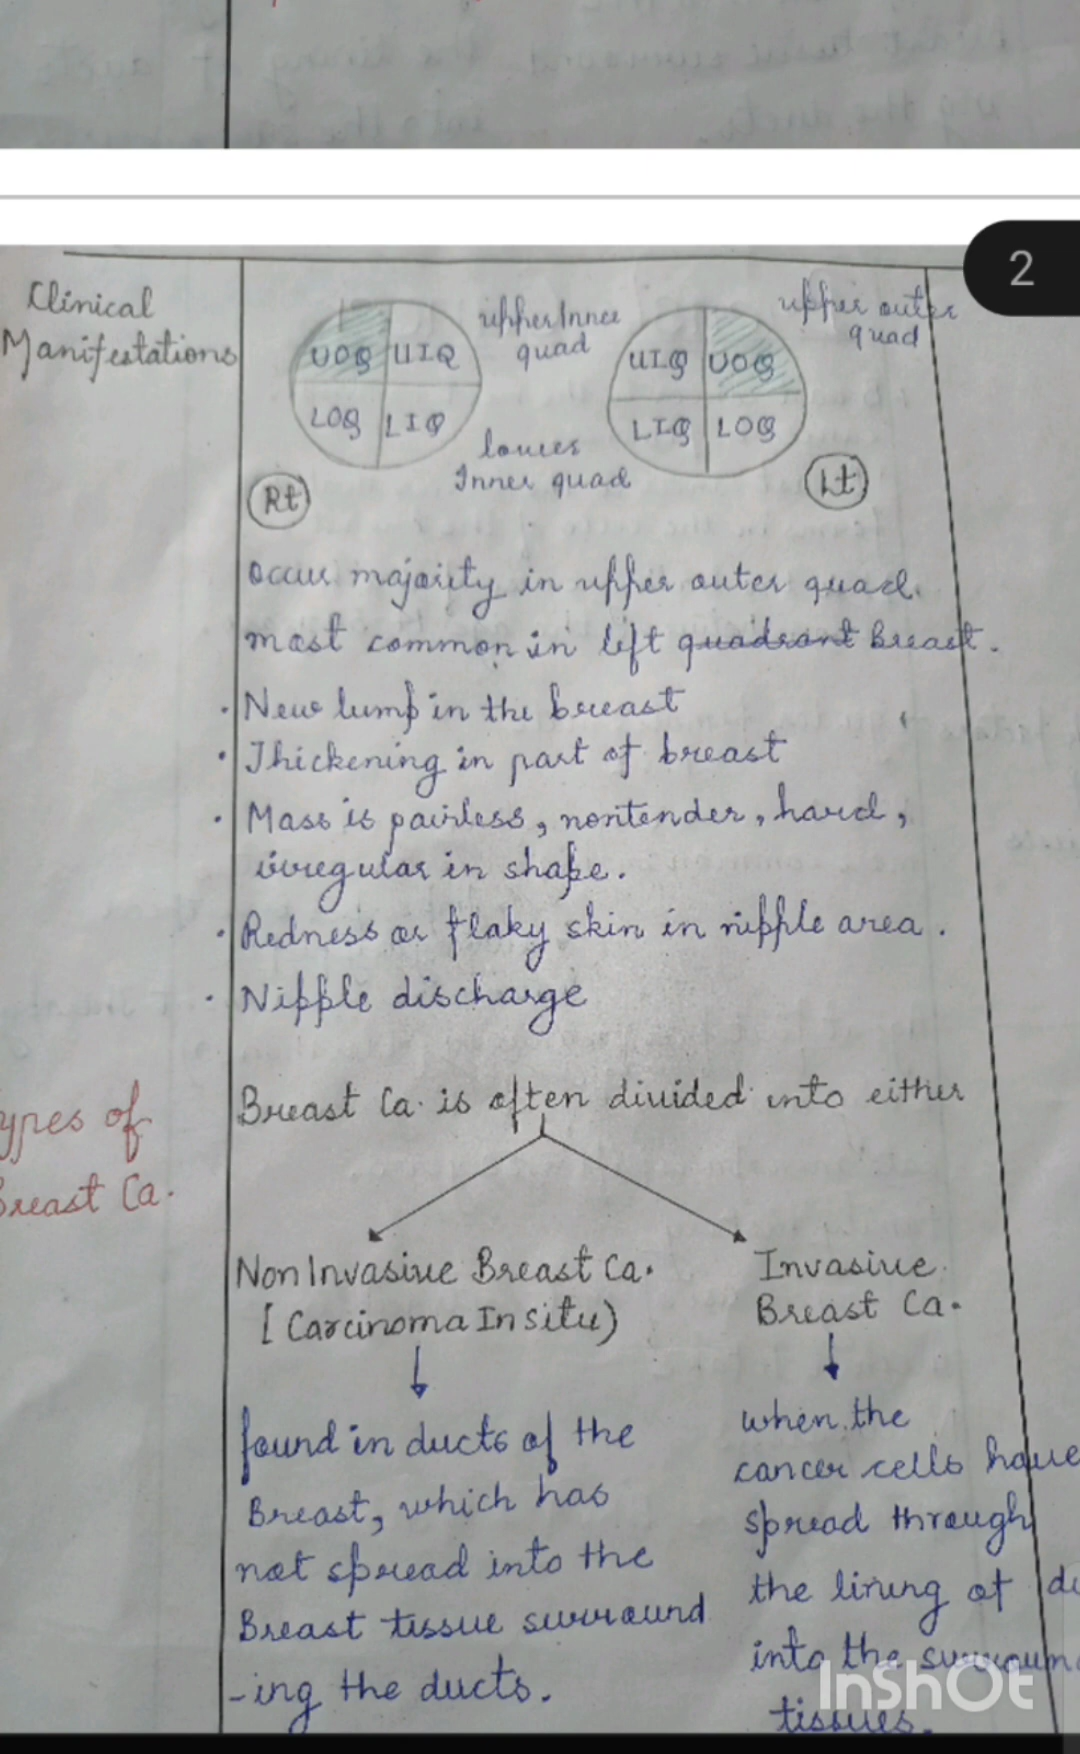 2
Clinical
Manifestations
UOQ UIQ
LOQ LIQ
Rt
upper Inner
quad
lower
Inner quad
UIQ UOQ
LIQ LOQ
Lt
upper outer
quad
occur majority in upper outer quad.
most common in left quadrant Breast.
· New lump in the breast
· Thickening in part of breast
· Mass is painless, nontender, hard,
irregular in shape.
· Redness or flaky skin in nipple area.
· Nipple discharge
ypes of
Breast Ca.
Breast Ca. is often divided into either
Non Invasive Breast Ca.
[Carcinoma In situ)
found in ducts of the
Breast, which has
not spread into the
Breast tissue surround
-ing the ducts.
Invasive
Breast Ca.
when the
cancer cells have
spread through
the lining of du
into the surroun
tissues.
InShOt